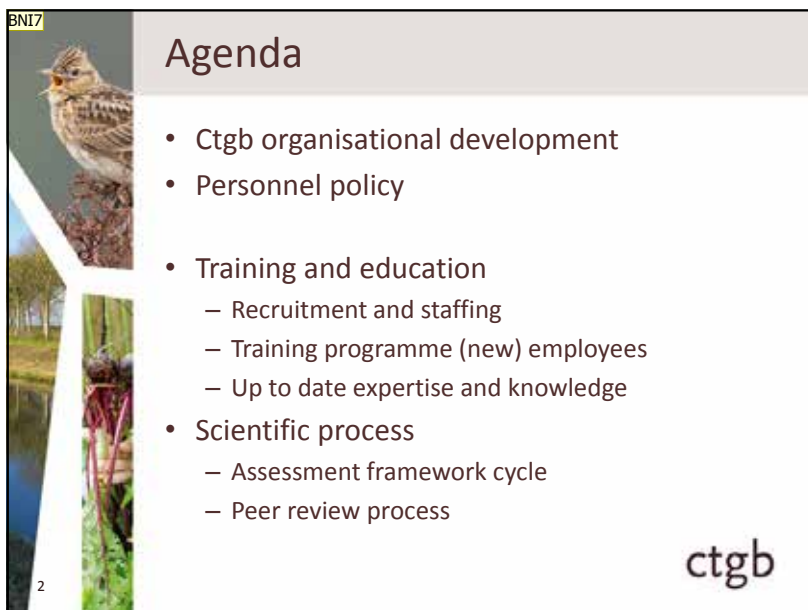 BNI7
Agenda
• Ctgb organisational development
• Personnel policy
• Training and education
– Recruitment and staffing
– Training programme (new) employees
– Up to date expertise and knowledge
• Scientific process
– Assessment framework cycle
– Peer review process
ctgb
2